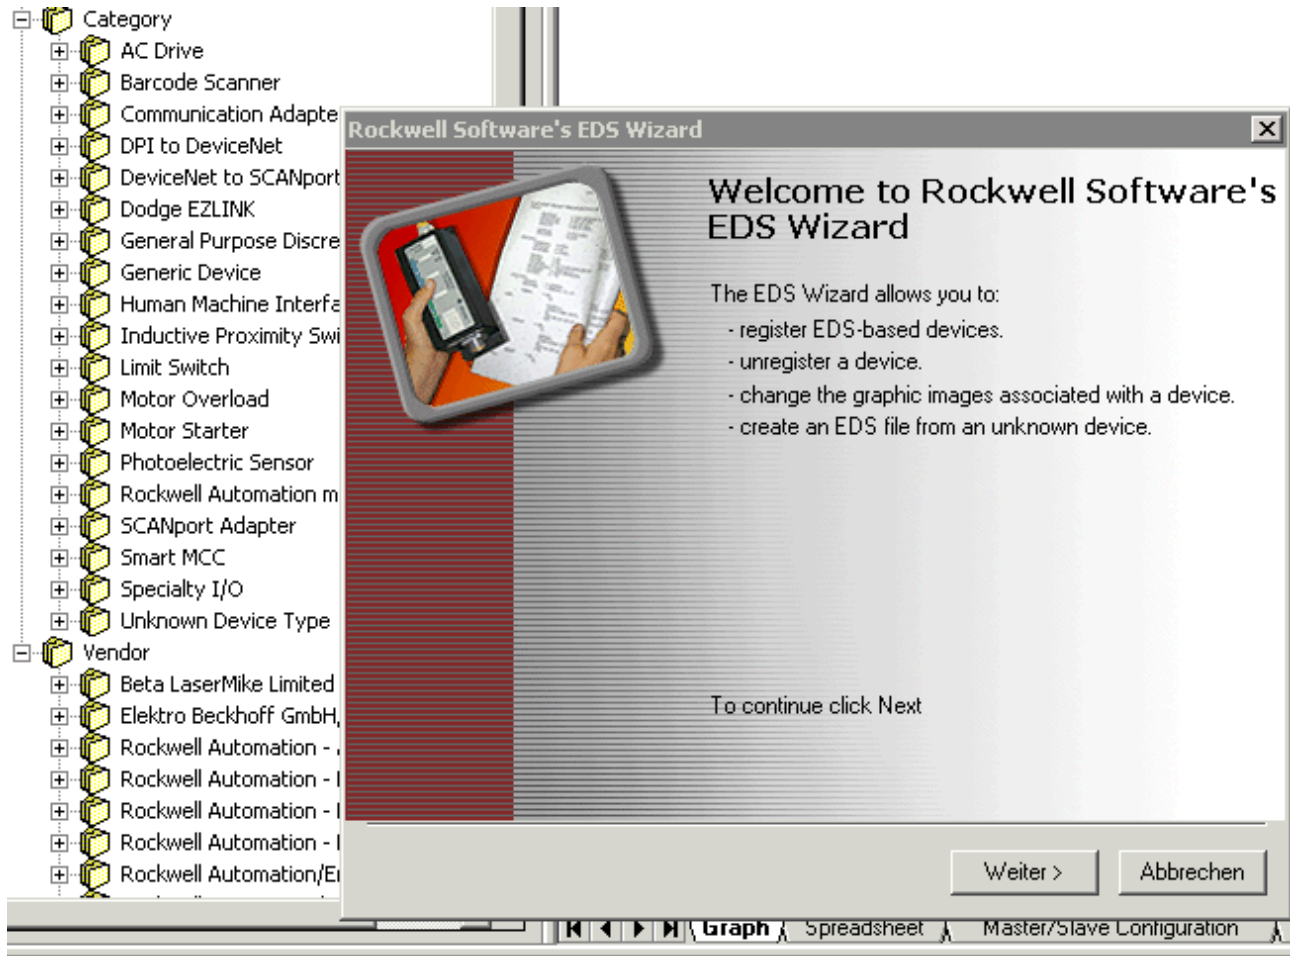 Category
AC Drive
Barcode Scanner
Communication Adapte
DPI to DeviceNet
DeviceNet to SCANport
Dodge EZLINK
General Purpose Discre
Generic Device
Human Machine Interfa
Inductive Proximity Swi
Limit Switch
Motor Overload
Motor Starter
Photoelectric Sensor
Rockwell Automation m
SCANport Adapter
Smart MCC
Specialty I/O
Unknown Device Type
Vendor
Beta LaserMike Limited
Elektro Beckhoff GmbH,
Rockwell Automation -
Rockwell Automation -
Rockwell Automation -
Rockwell Automation -
Rockwell Automation/E
Rockwell Software's EDS Wizard
Welcome to Rockwell Software's
EDS Wizard
The EDS Wizard allows you to:
- register EDS-based devices.
- unregister a device.
- change the graphic images associated with a device.
- create an EDS file from an unknown device.
To continue click Next
Weiter >
Abbrechen
Graph
Spreadsheet
Master/Slave Configuration